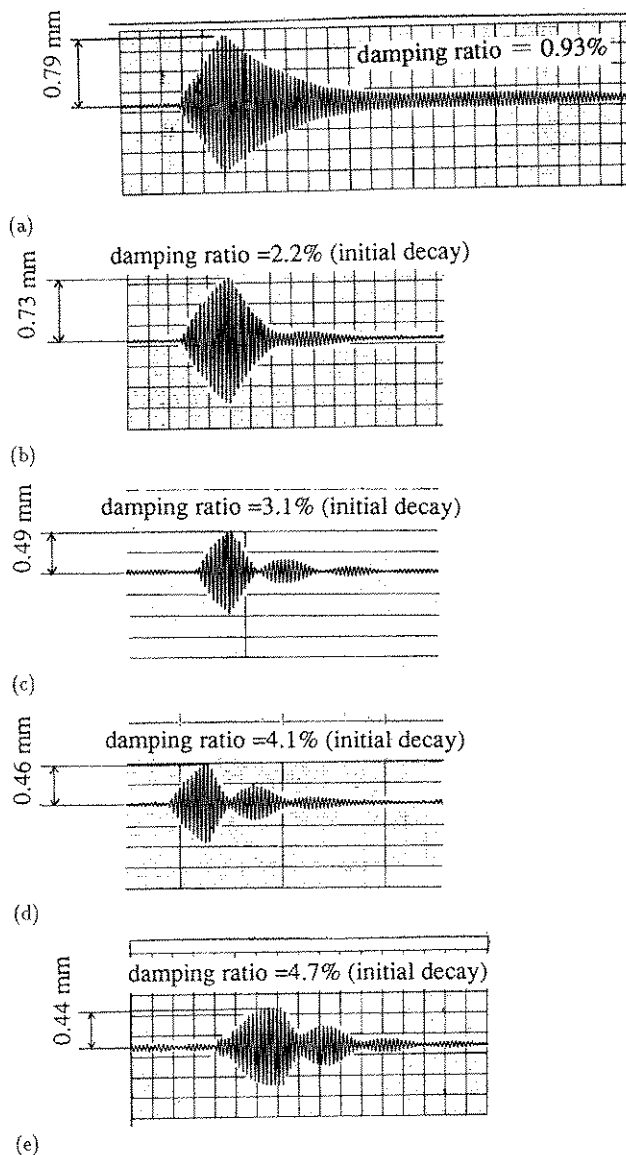 0.79 mm
damping ratio = 0.93%
(a)
damping ratio =2.2% (initial decay)
0.73 mm
(b)
damping ratio =3.1% (initial decay)
0.49 mm
(c)
damping ratio =4.1% (initial decay)
0.46 mm
(d)
damping ratio =4.7% (initial decay)
0.44 mm
(e)